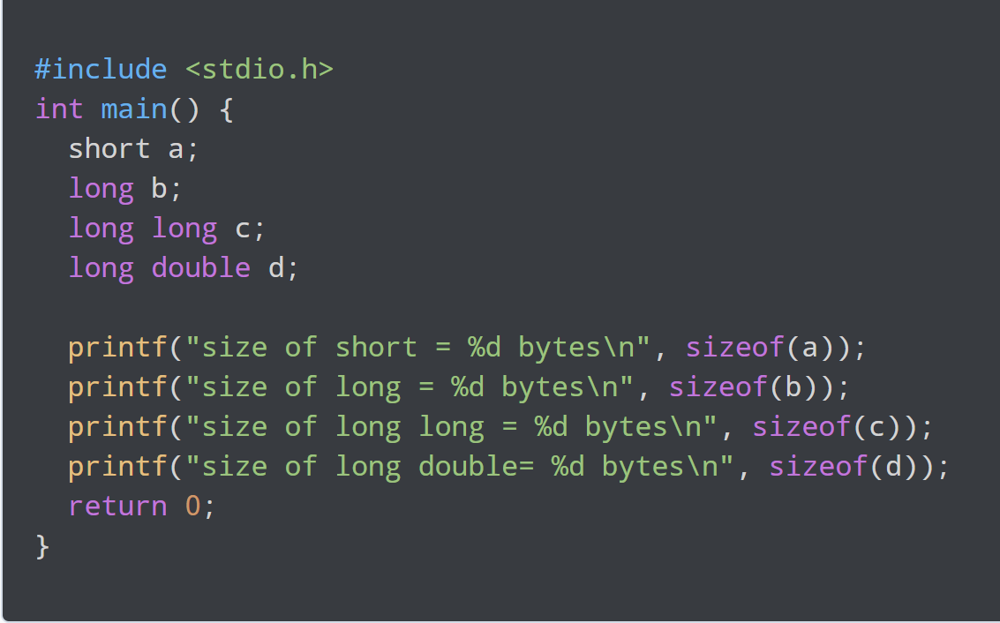 #include <stdio.h>
int main() {
  short a;
  long b;
  long long c;
  long double d;

  printf("size of short = %d bytes\n", sizeof(a));
  printf("size of long = %d bytes\n", sizeof(b));
  printf("size of long long = %d bytes\n", sizeof(c));
  printf("size of long double= %d bytes\n", sizeof(d));
  return 0;
}